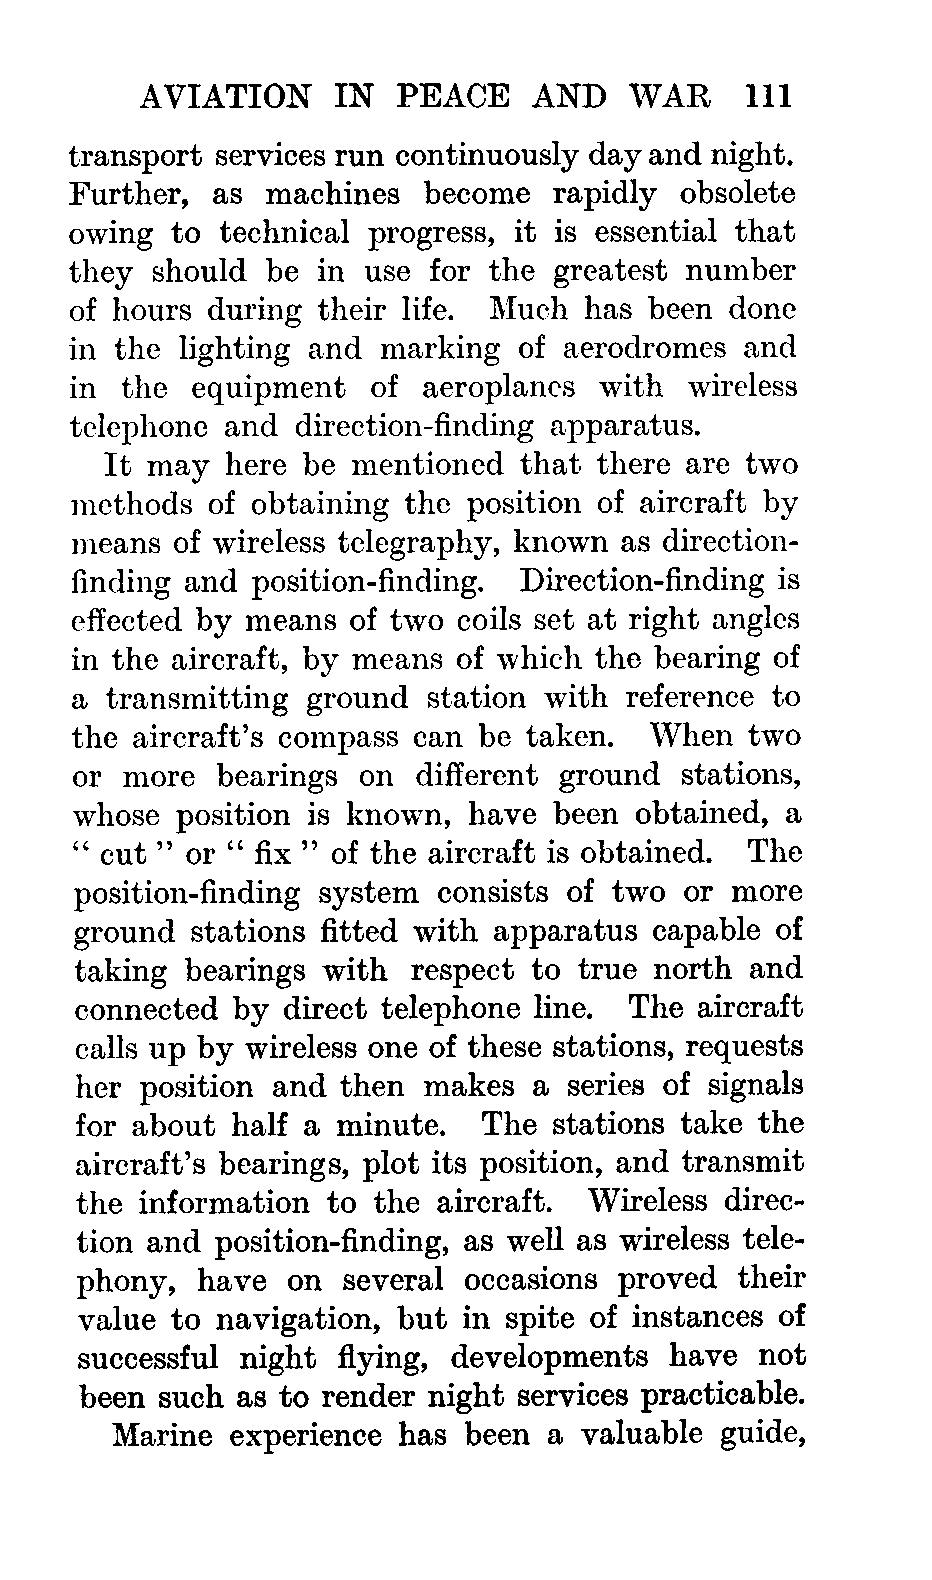 AVIATION IN PEACE AND WAR 111
transport services run continuously day and night.
Further, as machines become rapidly obsolete
owing to technical progress, it is essential that
they should be in use for the greatest number
of hours during their life. Much has been done
in the lighting and marking of aerodromes and
in the equipment of aeroplanes with wireless
telephone and direction-finding apparatus.
It may here be mentioned that there are two
methods of obtaining the position of aircraft by
means of wireless telegraphy, known as direction-
finding and position-finding. Direction-finding is
effected by means of two coils set at right angles
in the aircraft, by means of which the bearing of
a transmitting ground station with reference to
the aircraft's compass can be taken. When two
or more bearings on different ground stations,
whose position is known, have been obtained, a
“ cut ” or “ fix ” of the aircraft is obtained. The
position-finding system consists of two or more
ground stations fitted with apparatus capable of
taking bearings with respect to true north and
connected by direct telephone line. The aircraft
calls up by wireless one of these stations, requests
her position and then makes a series of signals
for about half a minute. The stations take the
aircraft's bearings, plot its position, and transmit
the information to the aircraft. Wireless direc-
tion and position-finding, as well as wireless tele-
phony, have on several occasions proved their
value to navigation, but in spite of instances of
successful night flying, developments have not
been such as to render night services practicable.
Marine experience has been a valuable guide,